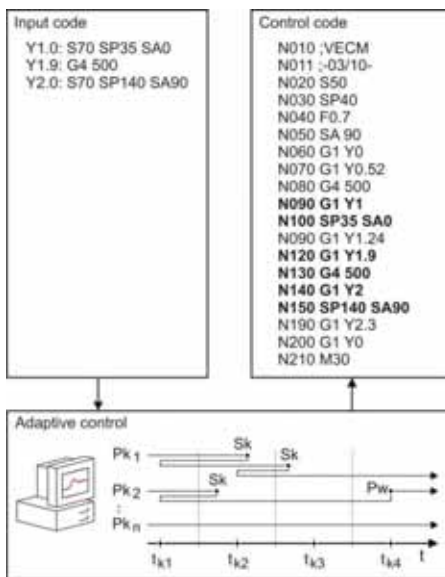 Input code
Y1.0: S70 SP35 SA0
Y1.9: G4 500
Y2.0: S70 SP140 SA90
Control code
N010 ;VECM
N011 ;-03/10-
N020 S50
N030 SP40
N040 F0.7
N050 SA 90
N060 G1 Y0
N070 G1 Y0.52
N080 G4 500
N090 G1 Y1
N100 SP35 SA0
N090 G1 Y1.24
N120 G1 Y1.9
N130 G4 500
N140 G1 Y2
N150 SP140 SA90
N190 G1 Y2.3
N200 G1 Y0
N210 M30
Adaptive control
Pk1
Sk
Sk
Pk2
Sk
Pw
:
Pkn
tk1 tk2 tk3 tk4 t